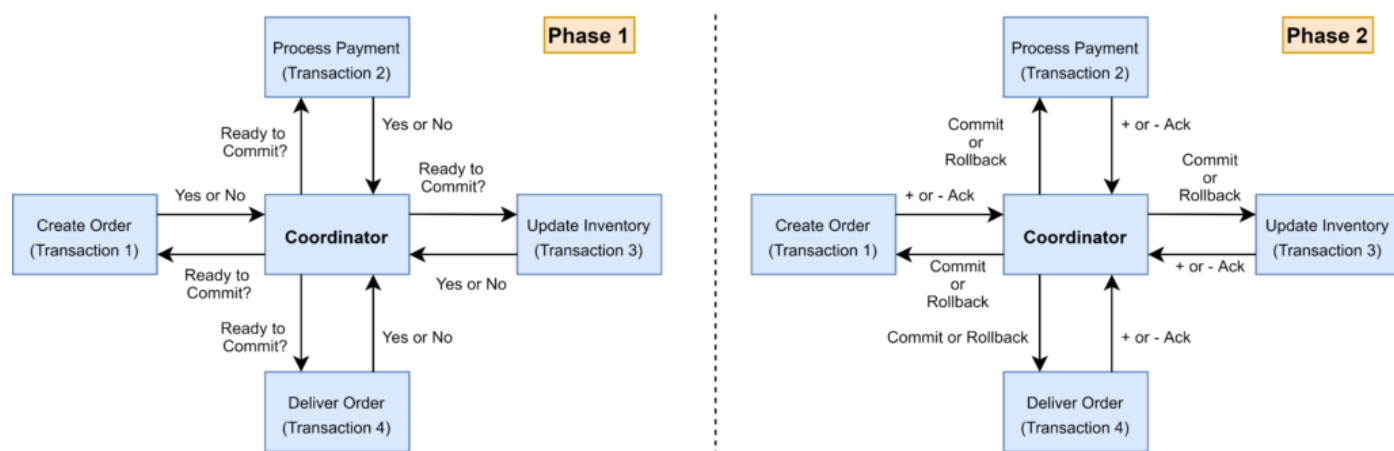 Phase 1
Process Payment
(Transaction 2)
Ready to
Commit?
Yes or No
Ready to
Commit?
Yes or No
Create Order
(Transaction 1)
Coordinator
Update Inventory
(Transaction 3)
Ready to
Commit?
Yes or No
Ready to
Commit?
Yes or No
Deliver Order
(Transaction 4)
Phase 2
Process Payment
(Transaction 2)
Commit
or
Rollback
+ or - Ack
Commit
or
Rollback
+ or - Ack
Create Order
(Transaction 1)
Coordinator
Update Inventory
(Transaction 3)
Commit
or
Rollback
+ or - Ack
Commit or Rollback
+ or - Ack
Deliver Order
(Transaction 4)